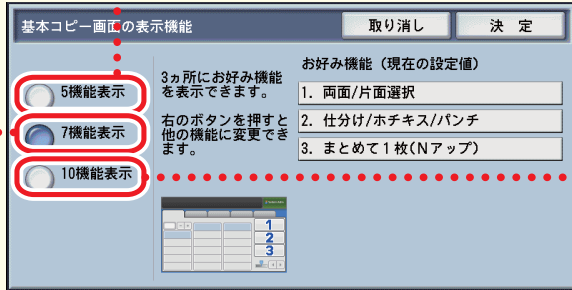 基本コピー画面の表示機能
取り消し
決 定
5機能表示
7機能表示
10機能表示
3ヵ所にお好み機能
を表示できます。
右のボタンを押すと
他の機能に変更でき
ます。
お好み機能（現在の設定値）
1. 両面/片面選択
2. 仕分け/ホチキス/パンチ
3. まとめて1枚(Nアップ)
1
2
3